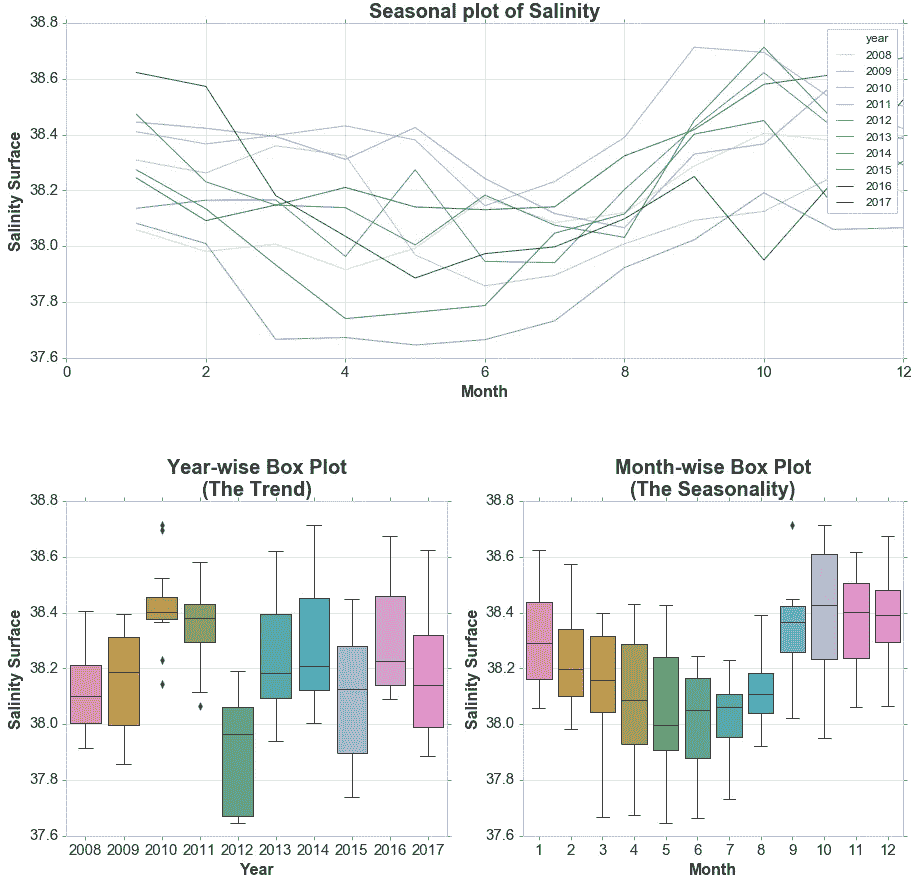 Seasonal plot of Salinity
38.8
38.6
38.4
38.2
38.0
37.8
37.6
Salinity Surface
0 2 4 6 8 10 12
Month
year
2008
2009
2010
2011
2012
2013
2014
2015
2016
2017
Year-wise Box Plot
(The Trend)
38.8
38.6
38.4
38.2
38.0
37.8
37.6
Salinity Surface
2008 2009 2010 2011 2012 2013 2014 2015 2016 2017
Year
Month-wise Box Plot
(The Seasonality)
38.8
38.6
38.4
38.2
38.0
37.8
37.6
Salinity Surface
1 2 3 4 5 6 7 8 9 10 11 12
Month